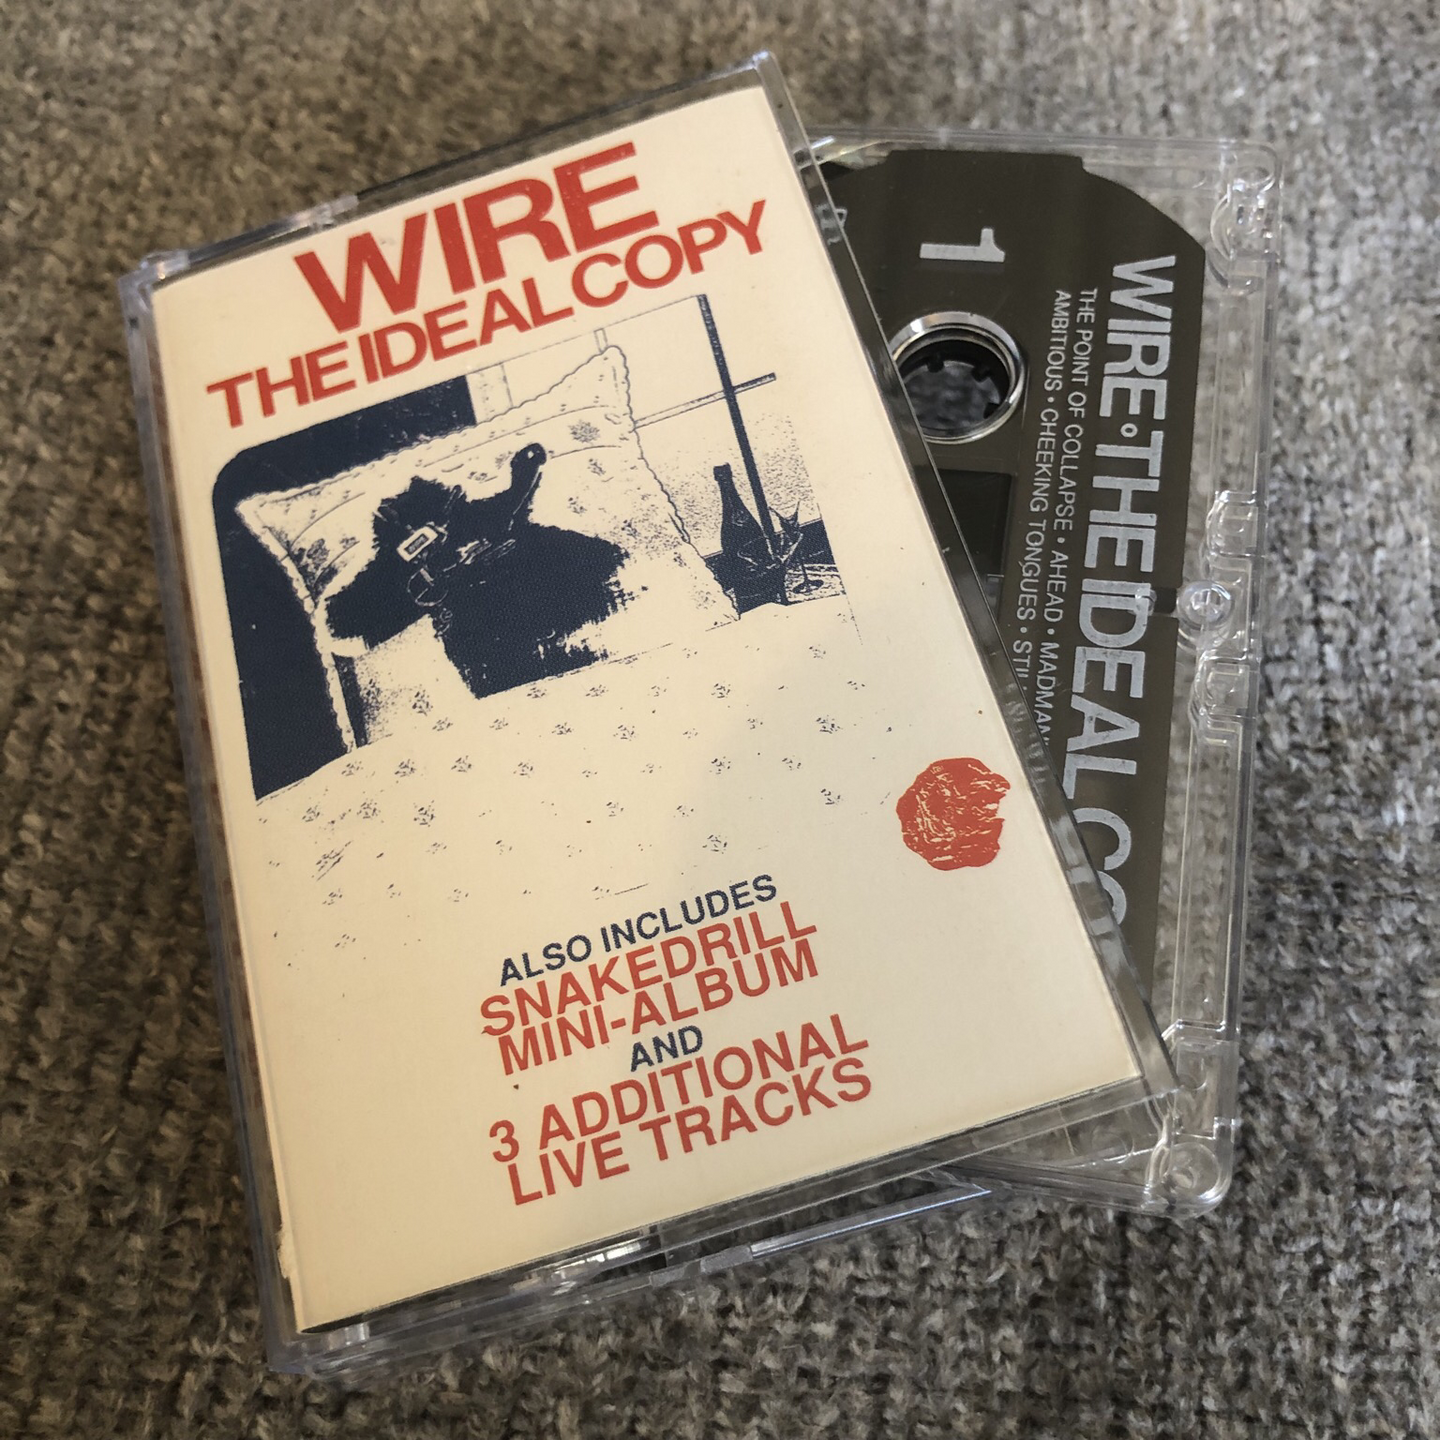 WIRE
THE IDEAL COPY
ALSO INCLUDES
SNAKEDRILL
MINI-ALBUM
AND
3 ADDITIONAL
LIVE TRACKS
1
WIRE•THE IDEAL
THE POINT OF COLLAPSE • AHEAD • MADMAN'
AMBITIOUS • CHEEKING TONGUES •